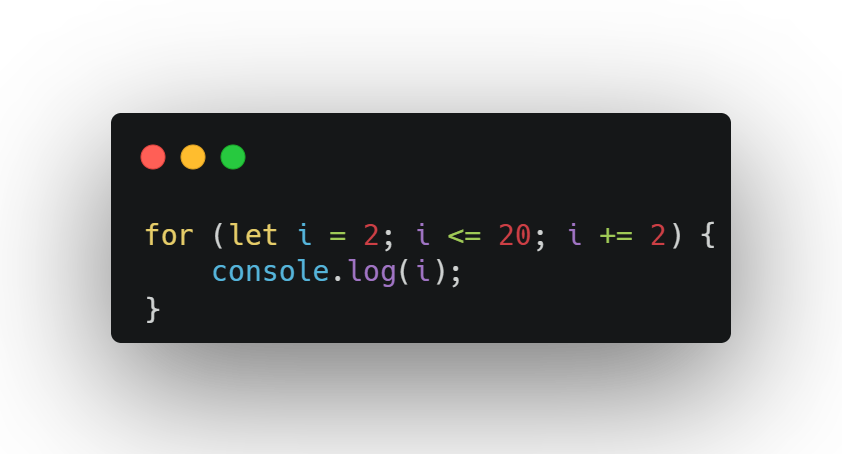 for (let i = 2; i <= 20; i += 2) {
    console.log(i);
}